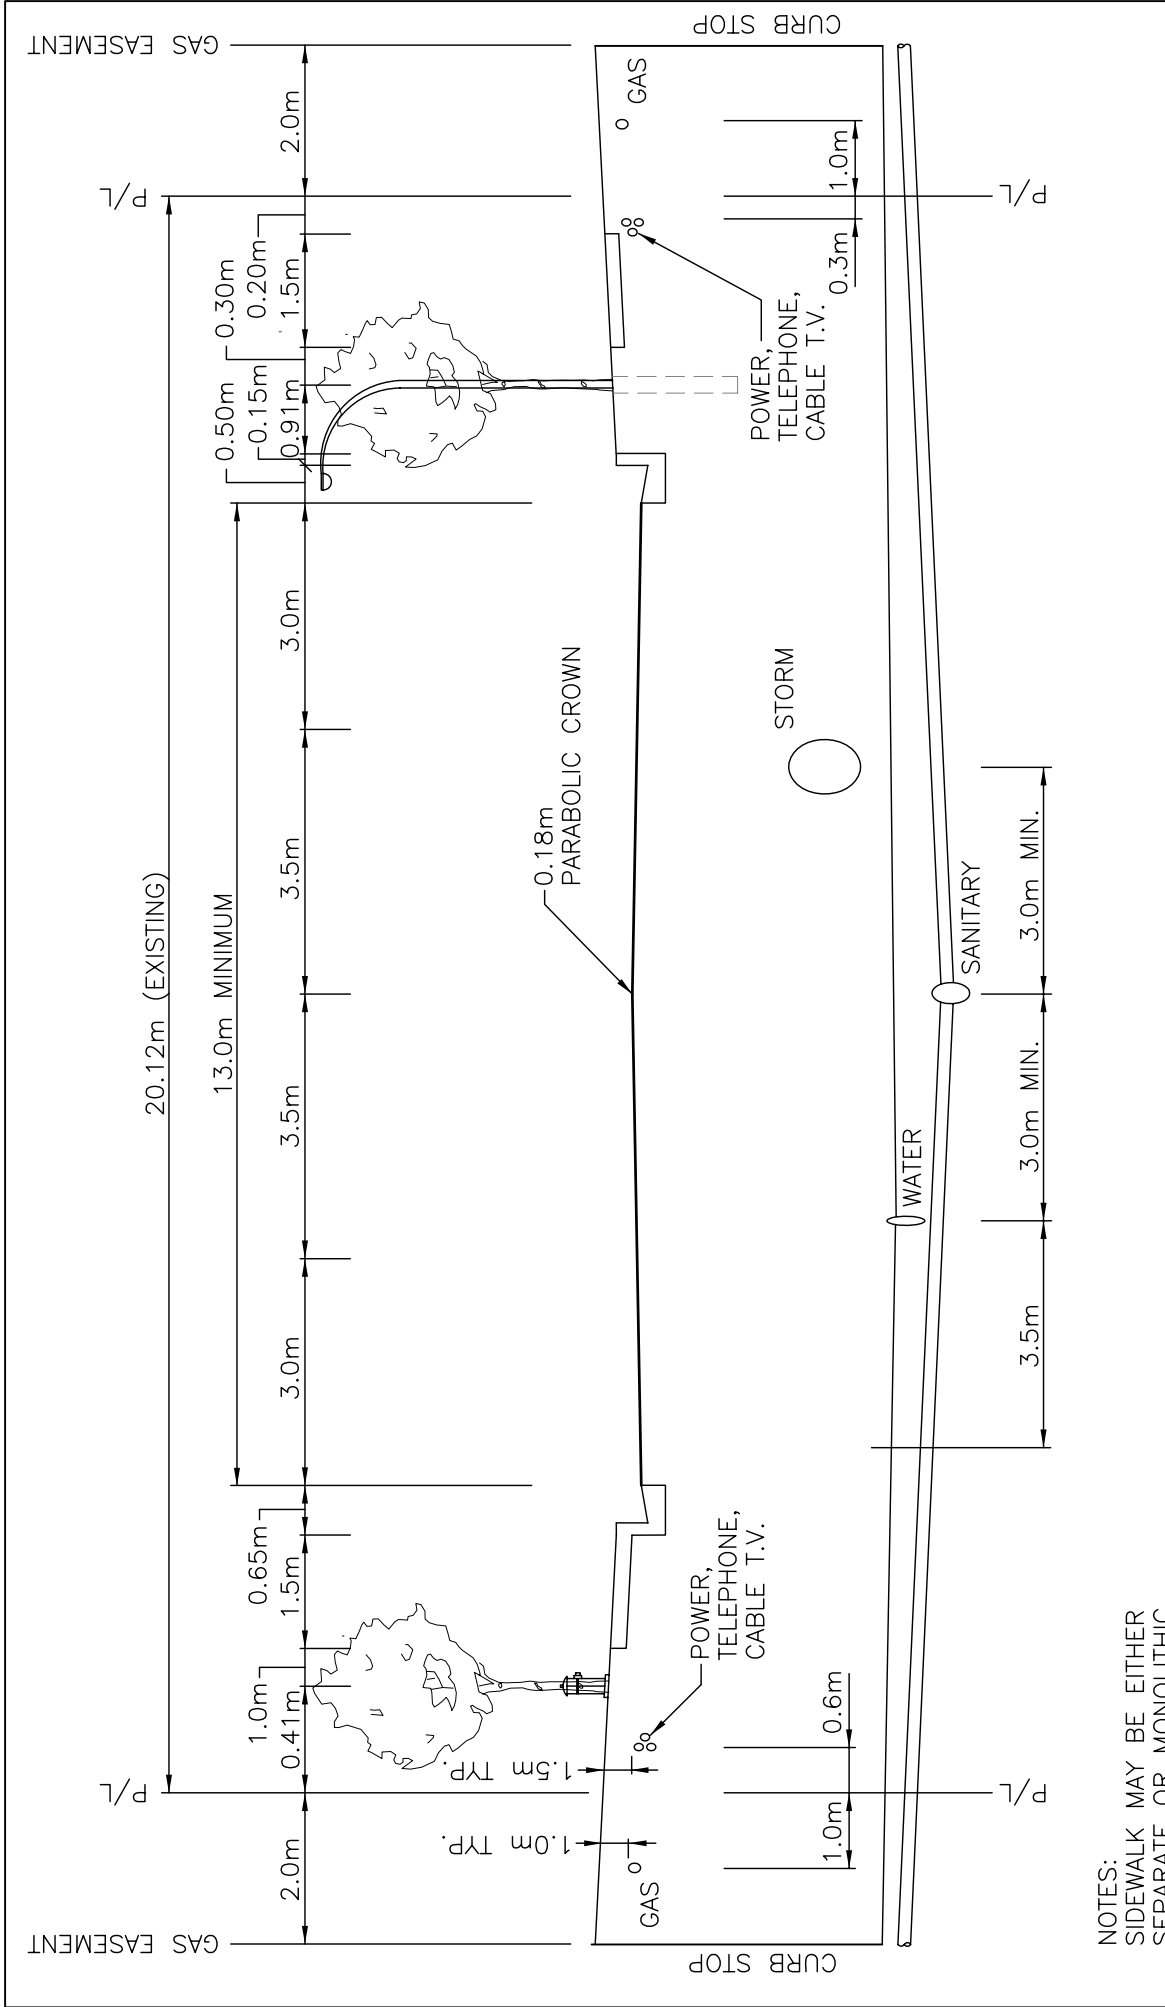 GAS EASEMENT
GAS EASEMENT
P/L
P/L
20.12m (EXISTING)
13.0m MINIMUM
2.0m
1.0m
0.41m
0.65m
1.5m
3.0m
3.5m
3.5m
3.0m
0.50m
0.15m
0.91m
0.30m
0.20m
1.5m
2.0m
0.18m
PARABOLIC CROWN
1.0m TYP.
1.5m TYP.
GAS
POWER,
TELEPHONE,
CABLE T.V.
STORM
POWER,
TELEPHONE,
CABLE T.V.
GAS
CURB STOP
CURB STOP
1.0m
0.6m
0.3m
1.0m
WATER
SANITARY
P/L
P/L
3.5m
3.0m MIN.
3.0m MIN.
NOTES:
SIDEWALK MAY BE EITHER
SEPARATE OR MONOLITHIC